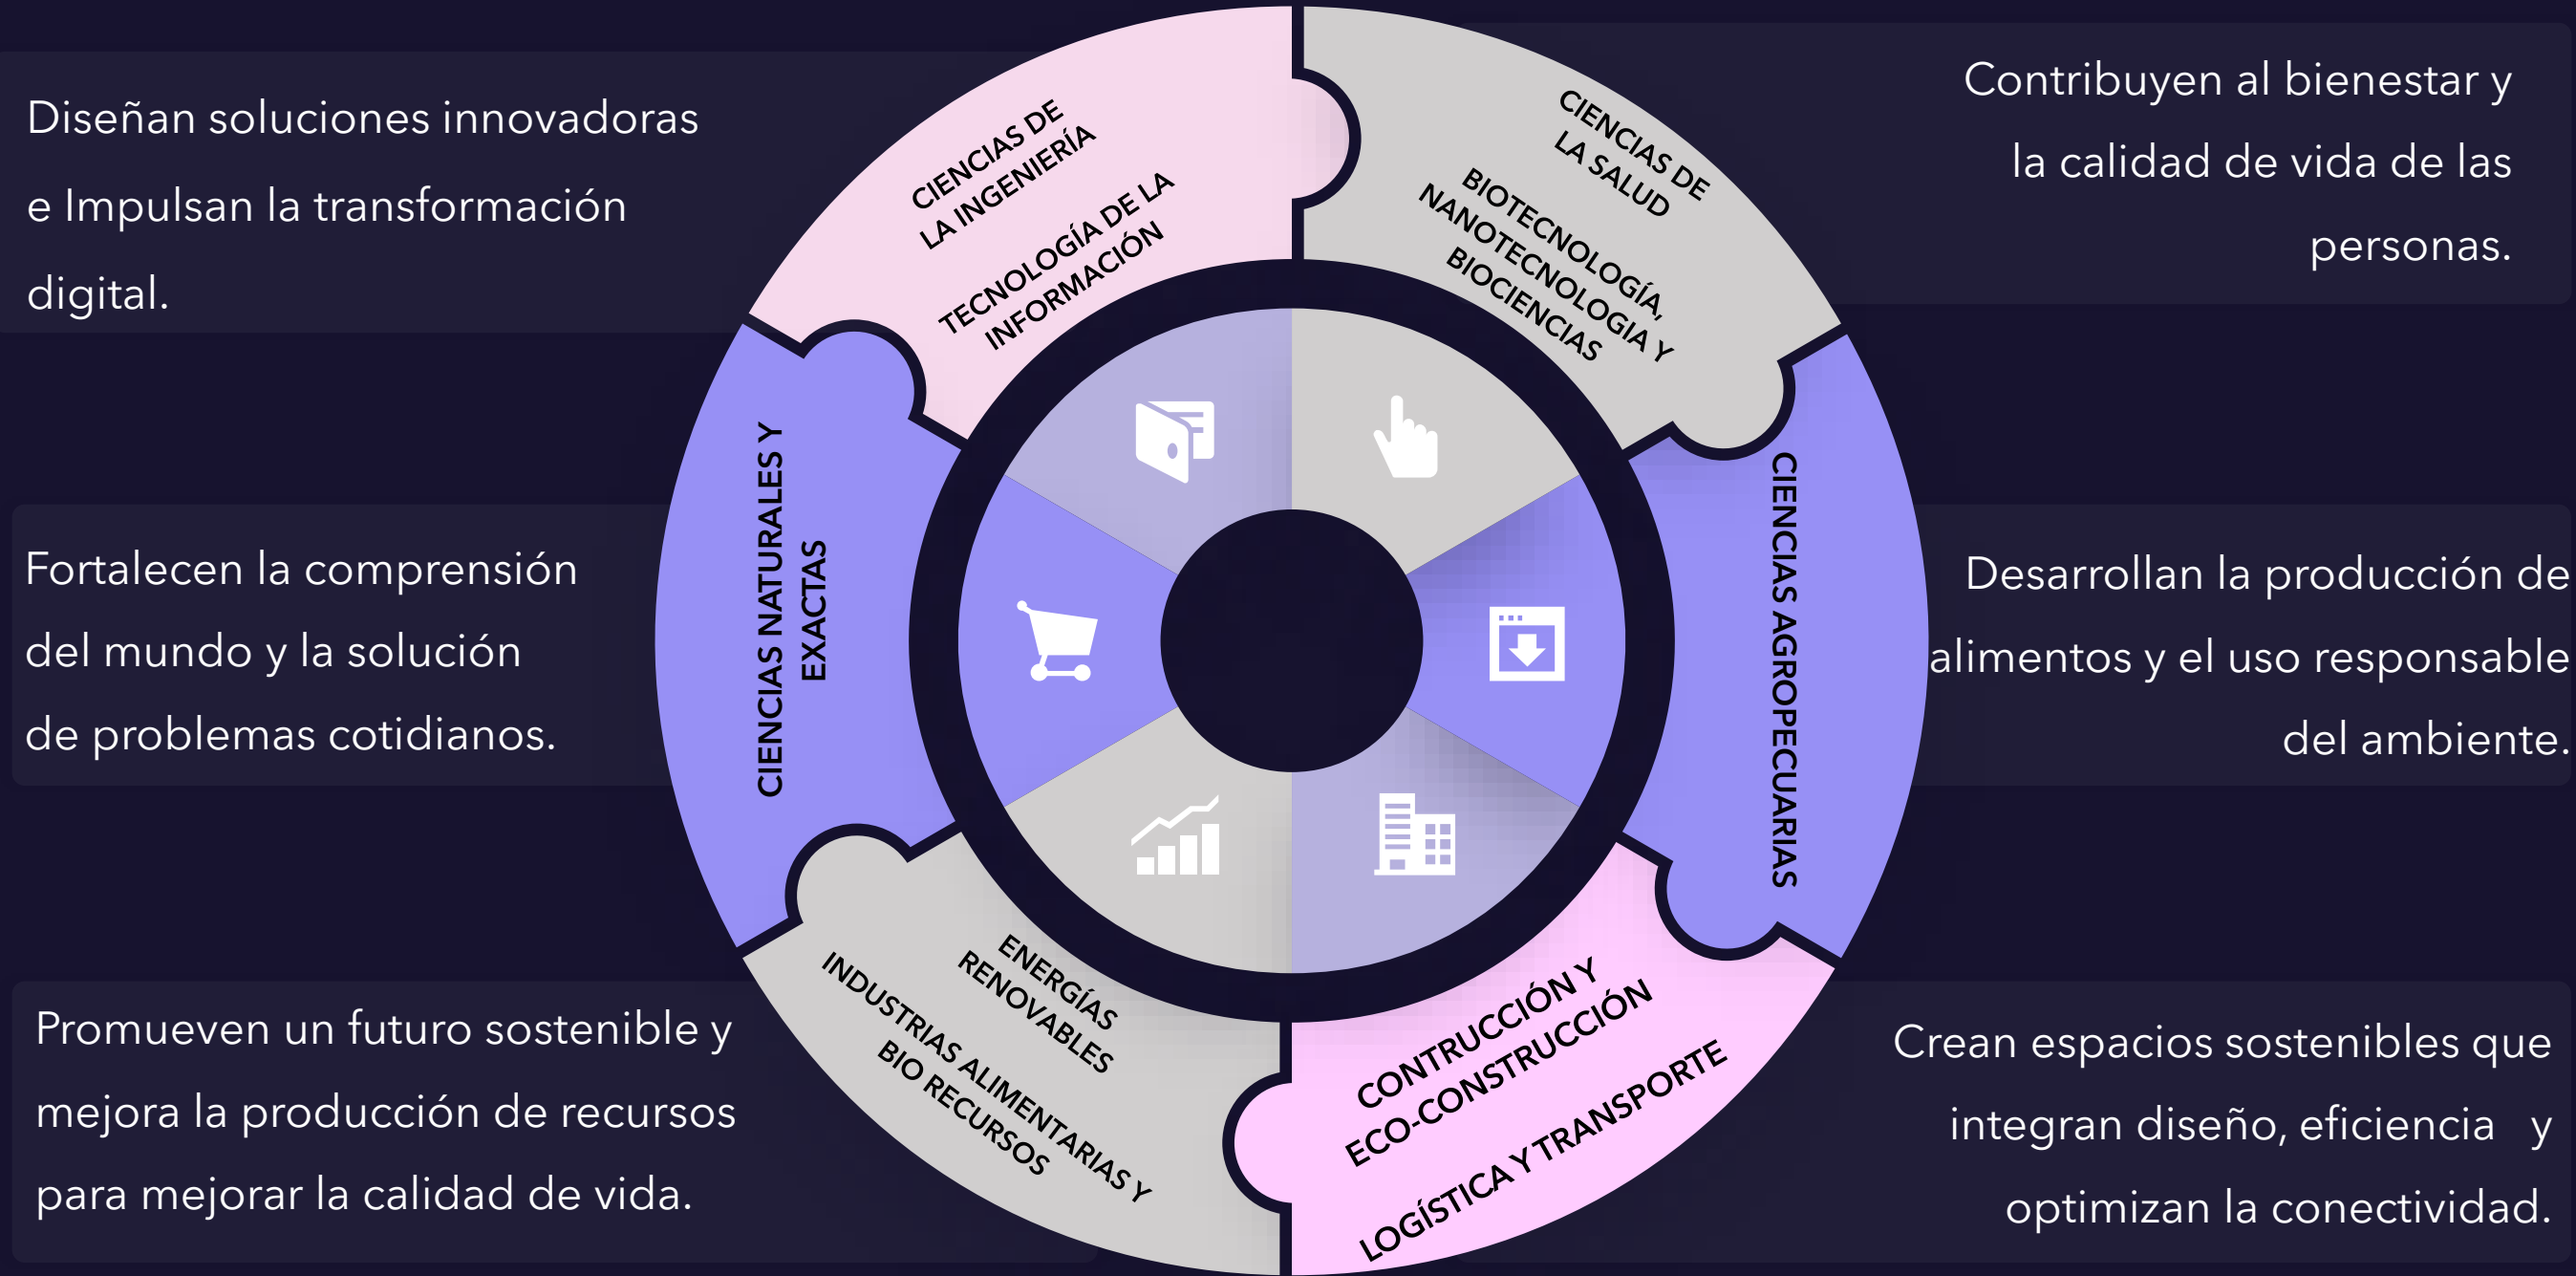 Diseñan soluciones innovadoras
e Impulsan la transformación
digital.
CIENCIAS DE
LA INGENIERÍA
TECNOLOGÍA DE LA
INFORMACIÓN
CIENCIAS DE
LA SALUD
BIOTECNOLOGÍA,
NANOTECNOLOGIA Y
BIOCIENCIAS
Contribuyen al bienestar y
la calidad de vida de las
personas.
Fortalecen la comprensión
del mundo y la solución
de problemas cotidianos.
CIENCIAS NATURALES Y
EXACTAS
CIENCIAS AGROPECUARIAS
Desarrollan la producción de
alimentos y el uso responsable
del ambiente.
Promueven un futuro sostenible y
mejora la producción de recursos
para mejorar la calidad de vida.
ENERGÍAS
RENOVABLES
INDUSTRIAS ALIMENTARIAS Y
BIO RECURSOS
CONTRUCCIÓN Y
ECO-CONSTRUCCIÓN
LOGÍSTICA Y TRANSPORTE
Crean espacios sostenibles que
integran diseño, eficiencia y
optimizan la conectividad.